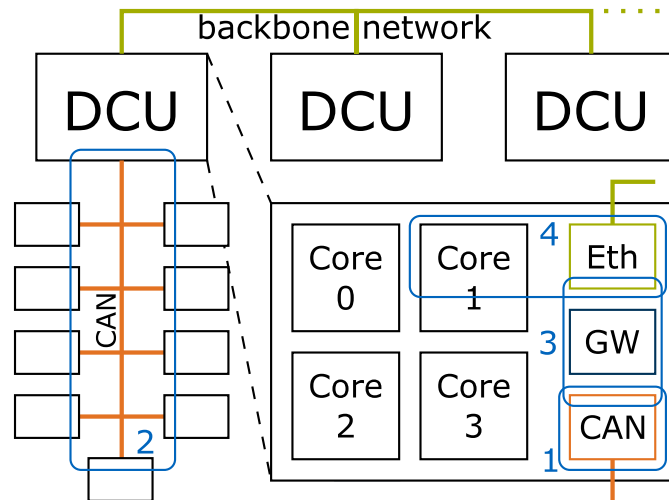 backbone network
DCU
DCU
DCU
CAN
2
Core
0
Core
1
4
Eth
3
GW
Core
2
Core
3
CAN
1